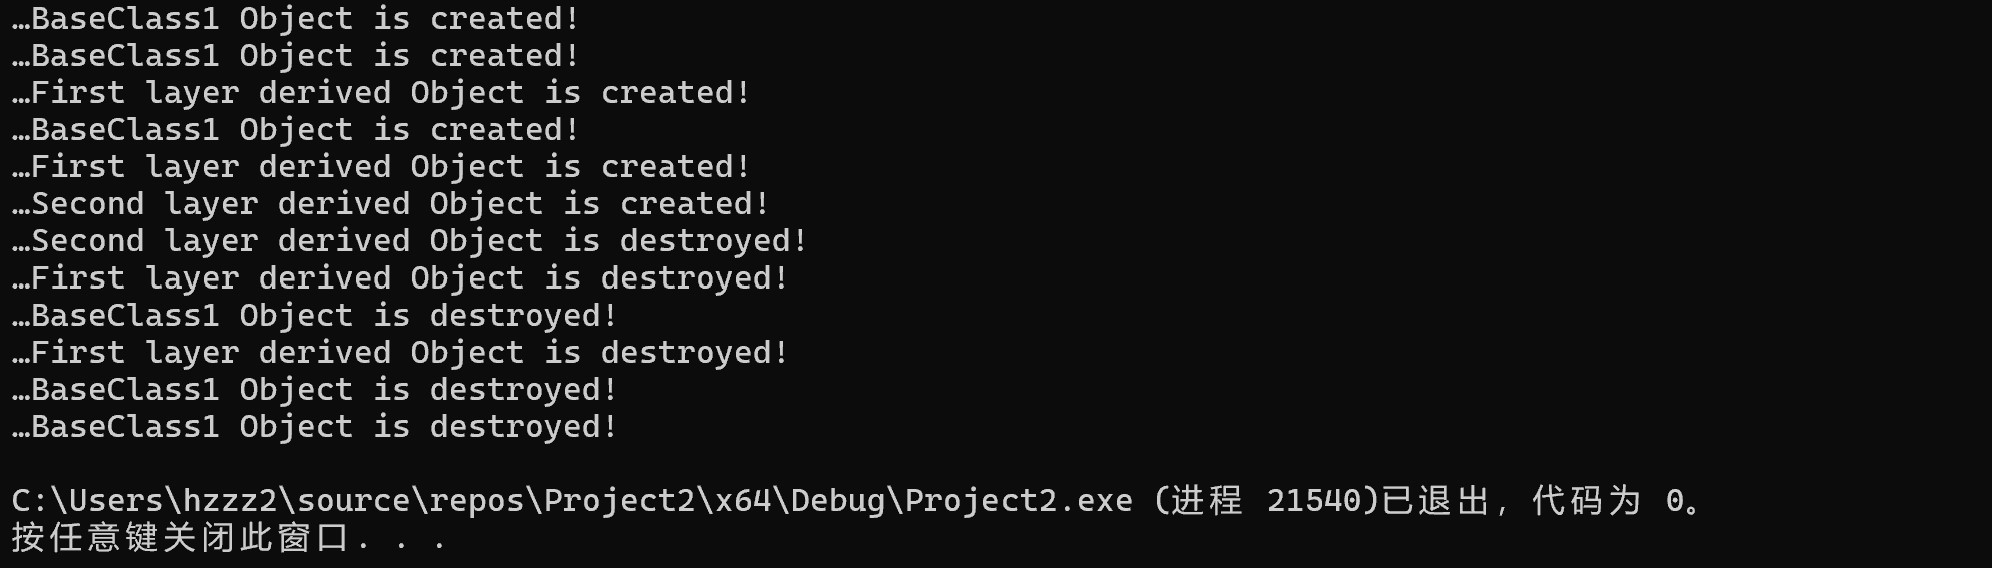 …BaseClass1 Object is created!
…BaseClass1 Object is created!
…First layer derived Object is created!
…BaseClass1 Object is created!
…First layer derived Object is created!
…Second layer derived Object is created!
…Second layer derived Object is destroyed!
…First layer derived Object is destroyed!
…BaseClass1 Object is destroyed!
…First layer derived Object is destroyed!
…BaseClass1 Object is destroyed!
…BaseClass1 Object is destroyed!
C:\Users\hzzz2\source\repos\Project2\x64\Debug\Project2.exe (进程 21540)已退出，代码为 0。
按任意键关闭此窗口. . .